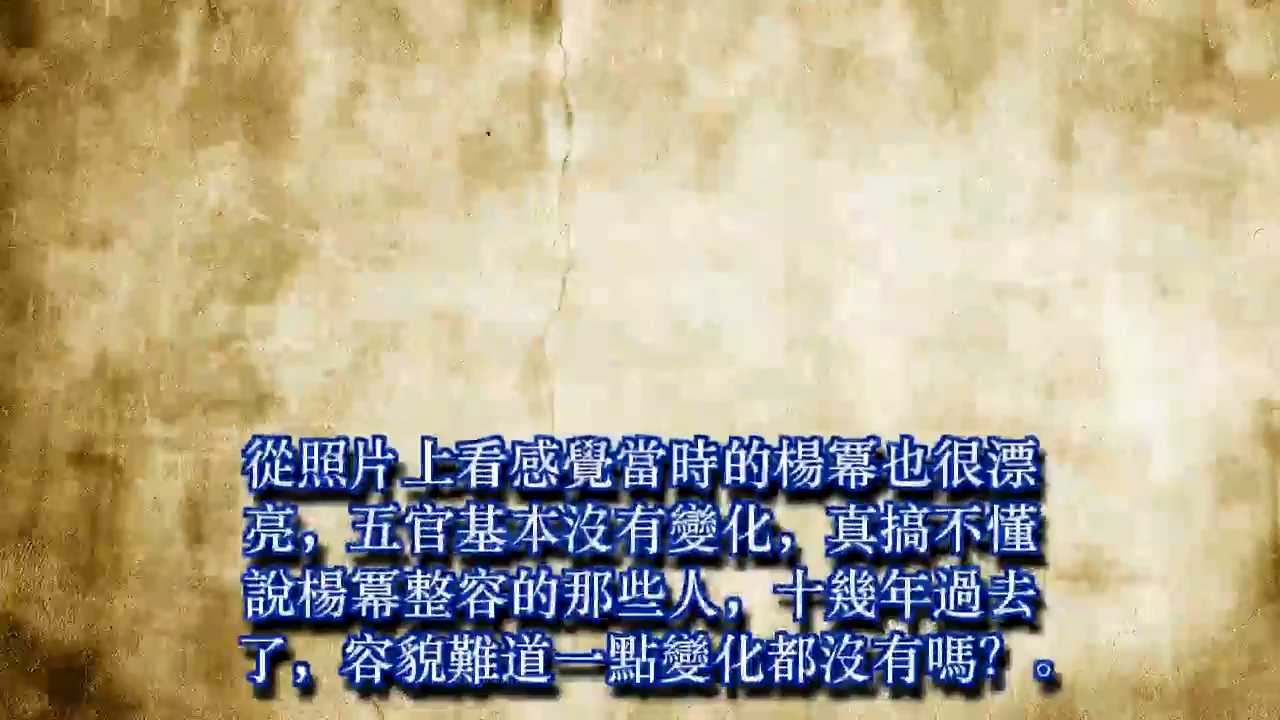 從照片上看感覺當時的楊冪也很漂
亮，五官基本沒有變化，真搞不懂
說楊冪整容的那些人，十幾年過去
了，容貌難道一點變化都沒有嗎？。